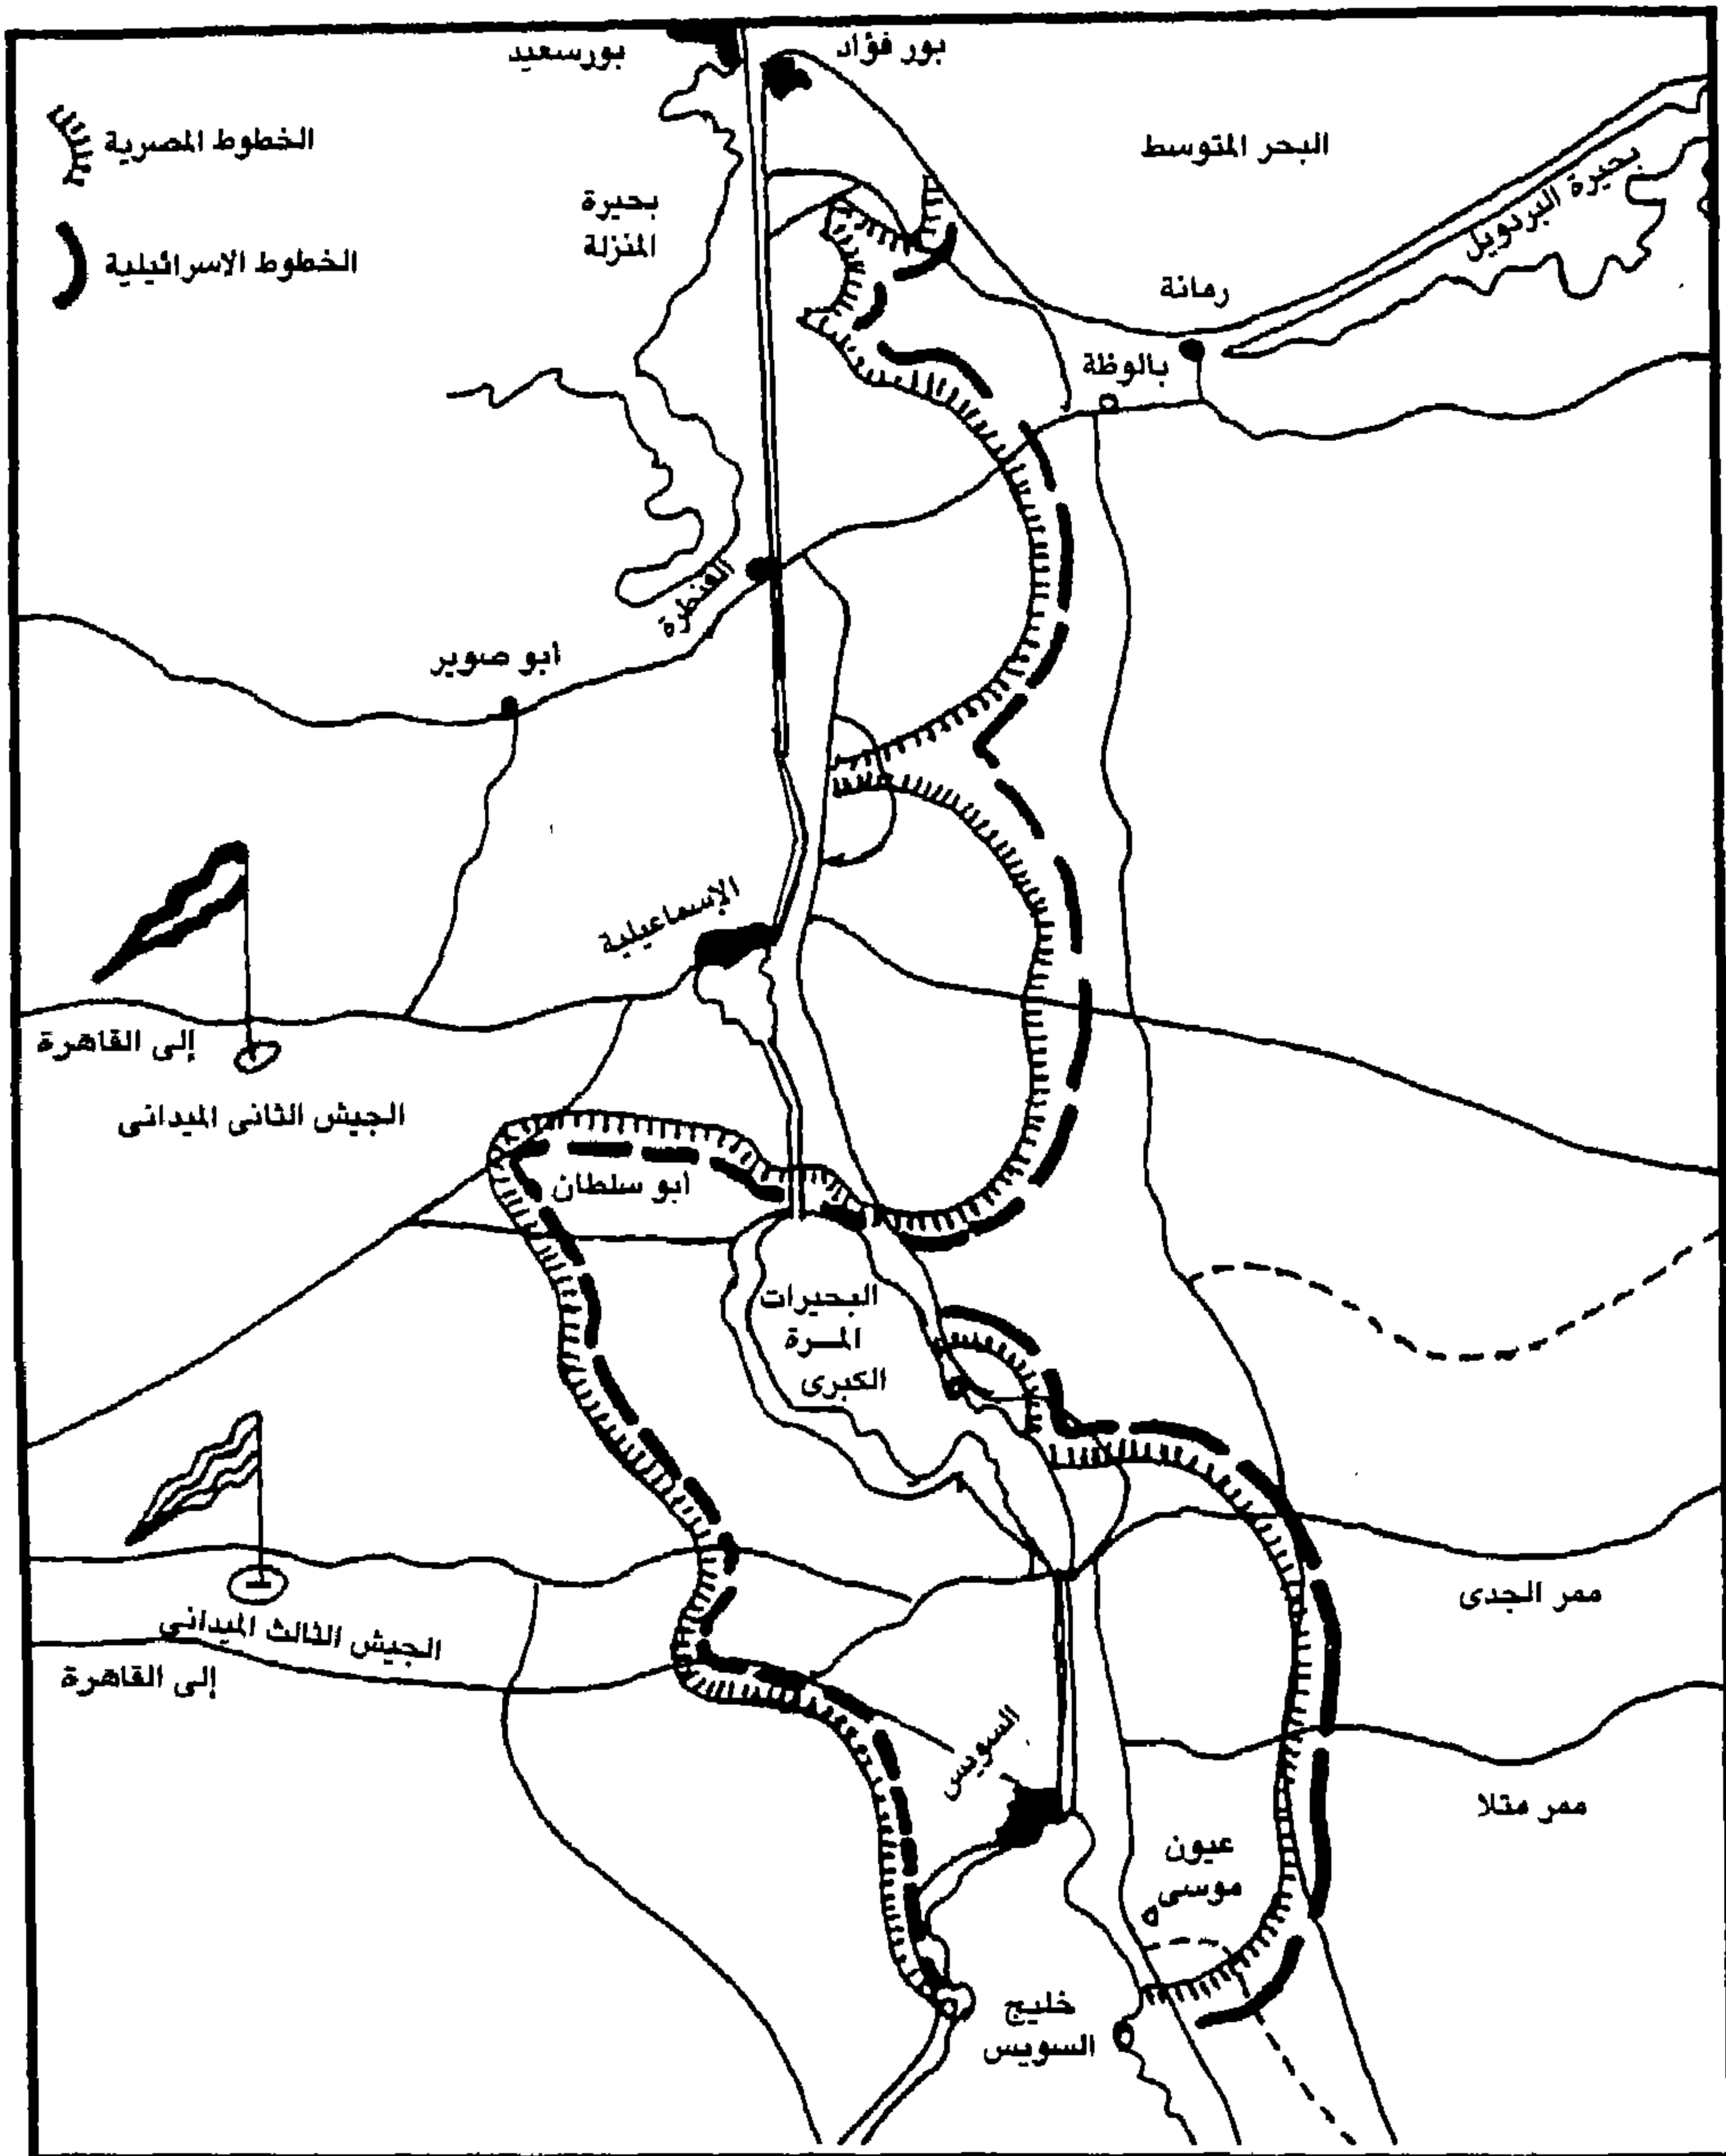 بور فؤاد
بورسعيد
البحر المتوسط
بحيرة البردويل
الخطوط المصرية
الخطوط الاسرائيلية
بحيرة
المنزلة
رمانة
بالوظة
القنطرة
ابو صوير
الإسماعيلية
إلى القاهرة
الجيش الثانى الميدانى
ابو سلطان
البحيرات
المرة
الكبرى
ممر الجدى
الجيش الثالث الميدانى
إلى القاهرة
السويس
ممر متلا
عيون
موسى
خليج
السويس